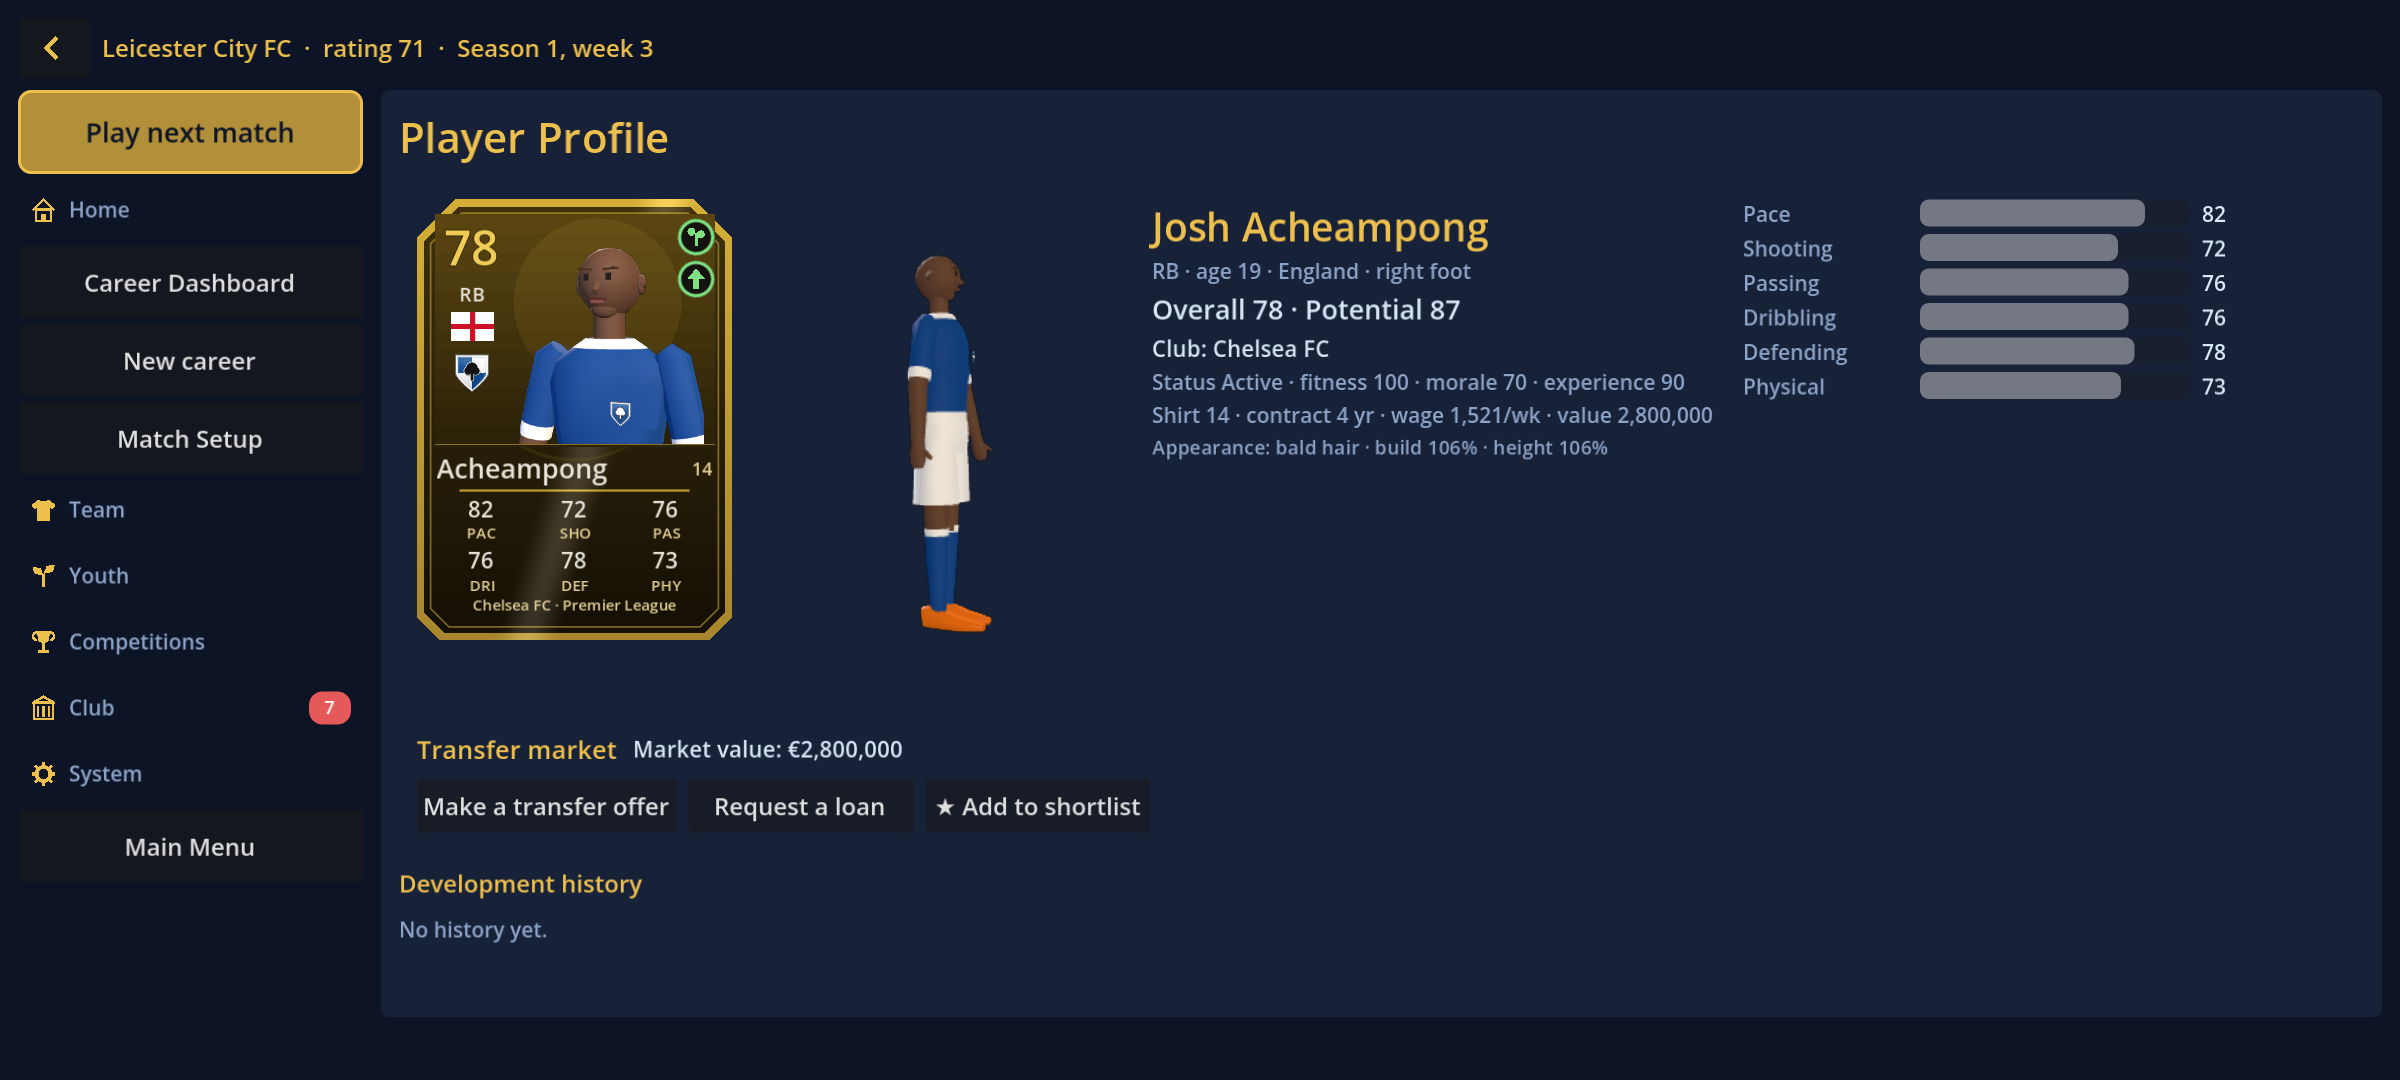 Leicester City FC · rating 71 · Season 1, week 3
Play next match
Home
Career Dashboard
New career
Match Setup
Team
Youth
Competitions
Club 7
System
Main Menu
Player Profile
78
RB
Acheampong 14
82 72 76
PAC SHO PAS
76 78 73
DRI DEF PHY
Chelsea FC · Premier League
Josh Acheampong
RB · age 19 · England · right foot
Overall 78 · Potential 87
Club: Chelsea FC
Status Active · fitness 100 · morale 70 · experience 90
Shirt 14 · contract 4 yr · wage 1,521/wk · value 2,800,000
Appearance: bald hair · build 106% · height 106%
Pace 82
Shooting 72
Passing 76
Dribbling 76
Defending 78
Physical 73
Transfer market Market value: €2,800,000
Make a transfer offer Request a loan ★ Add to shortlist
Development history
No history yet.